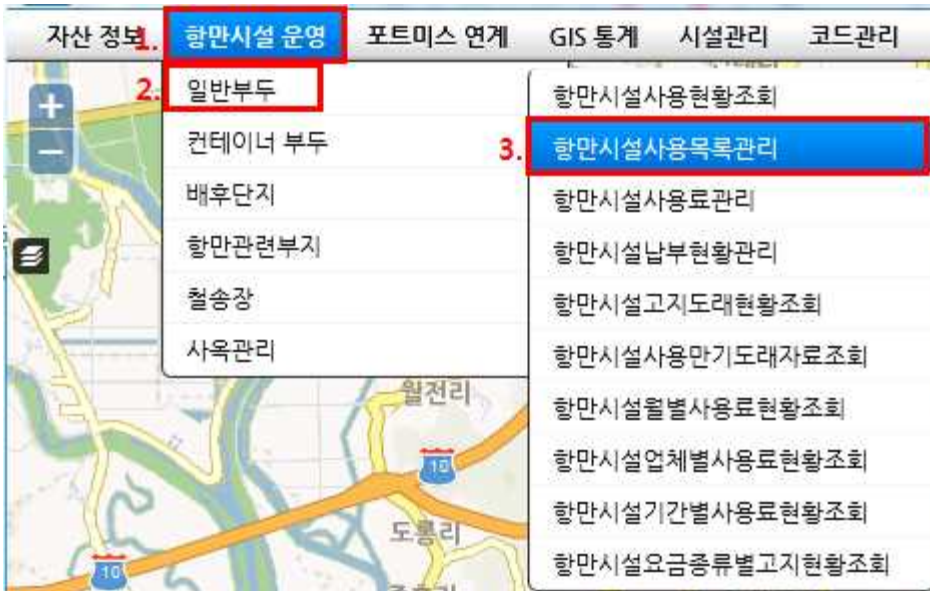 자산 정보 1. 항만시설 운영 포트미스 연계 GIS 통계 시설관리 코드관리
2. 일반부두
컨테이너 부두
배후단지
항만관련부지
철송장
사옥관리
항만시설사용현황조회
3. 항만시설사용목록관리
항만시설사용료관리
항만시설납부현황관리
항만시설고지도래현황조회
항만시설사용만기도래자료조회
항만시설월별사용료현황조회
항만시설업체별사용료현황조회
항만시설기간별사용료현황조회
항만시설요금종류별고지현황조회
월전리
10
도롱리
10